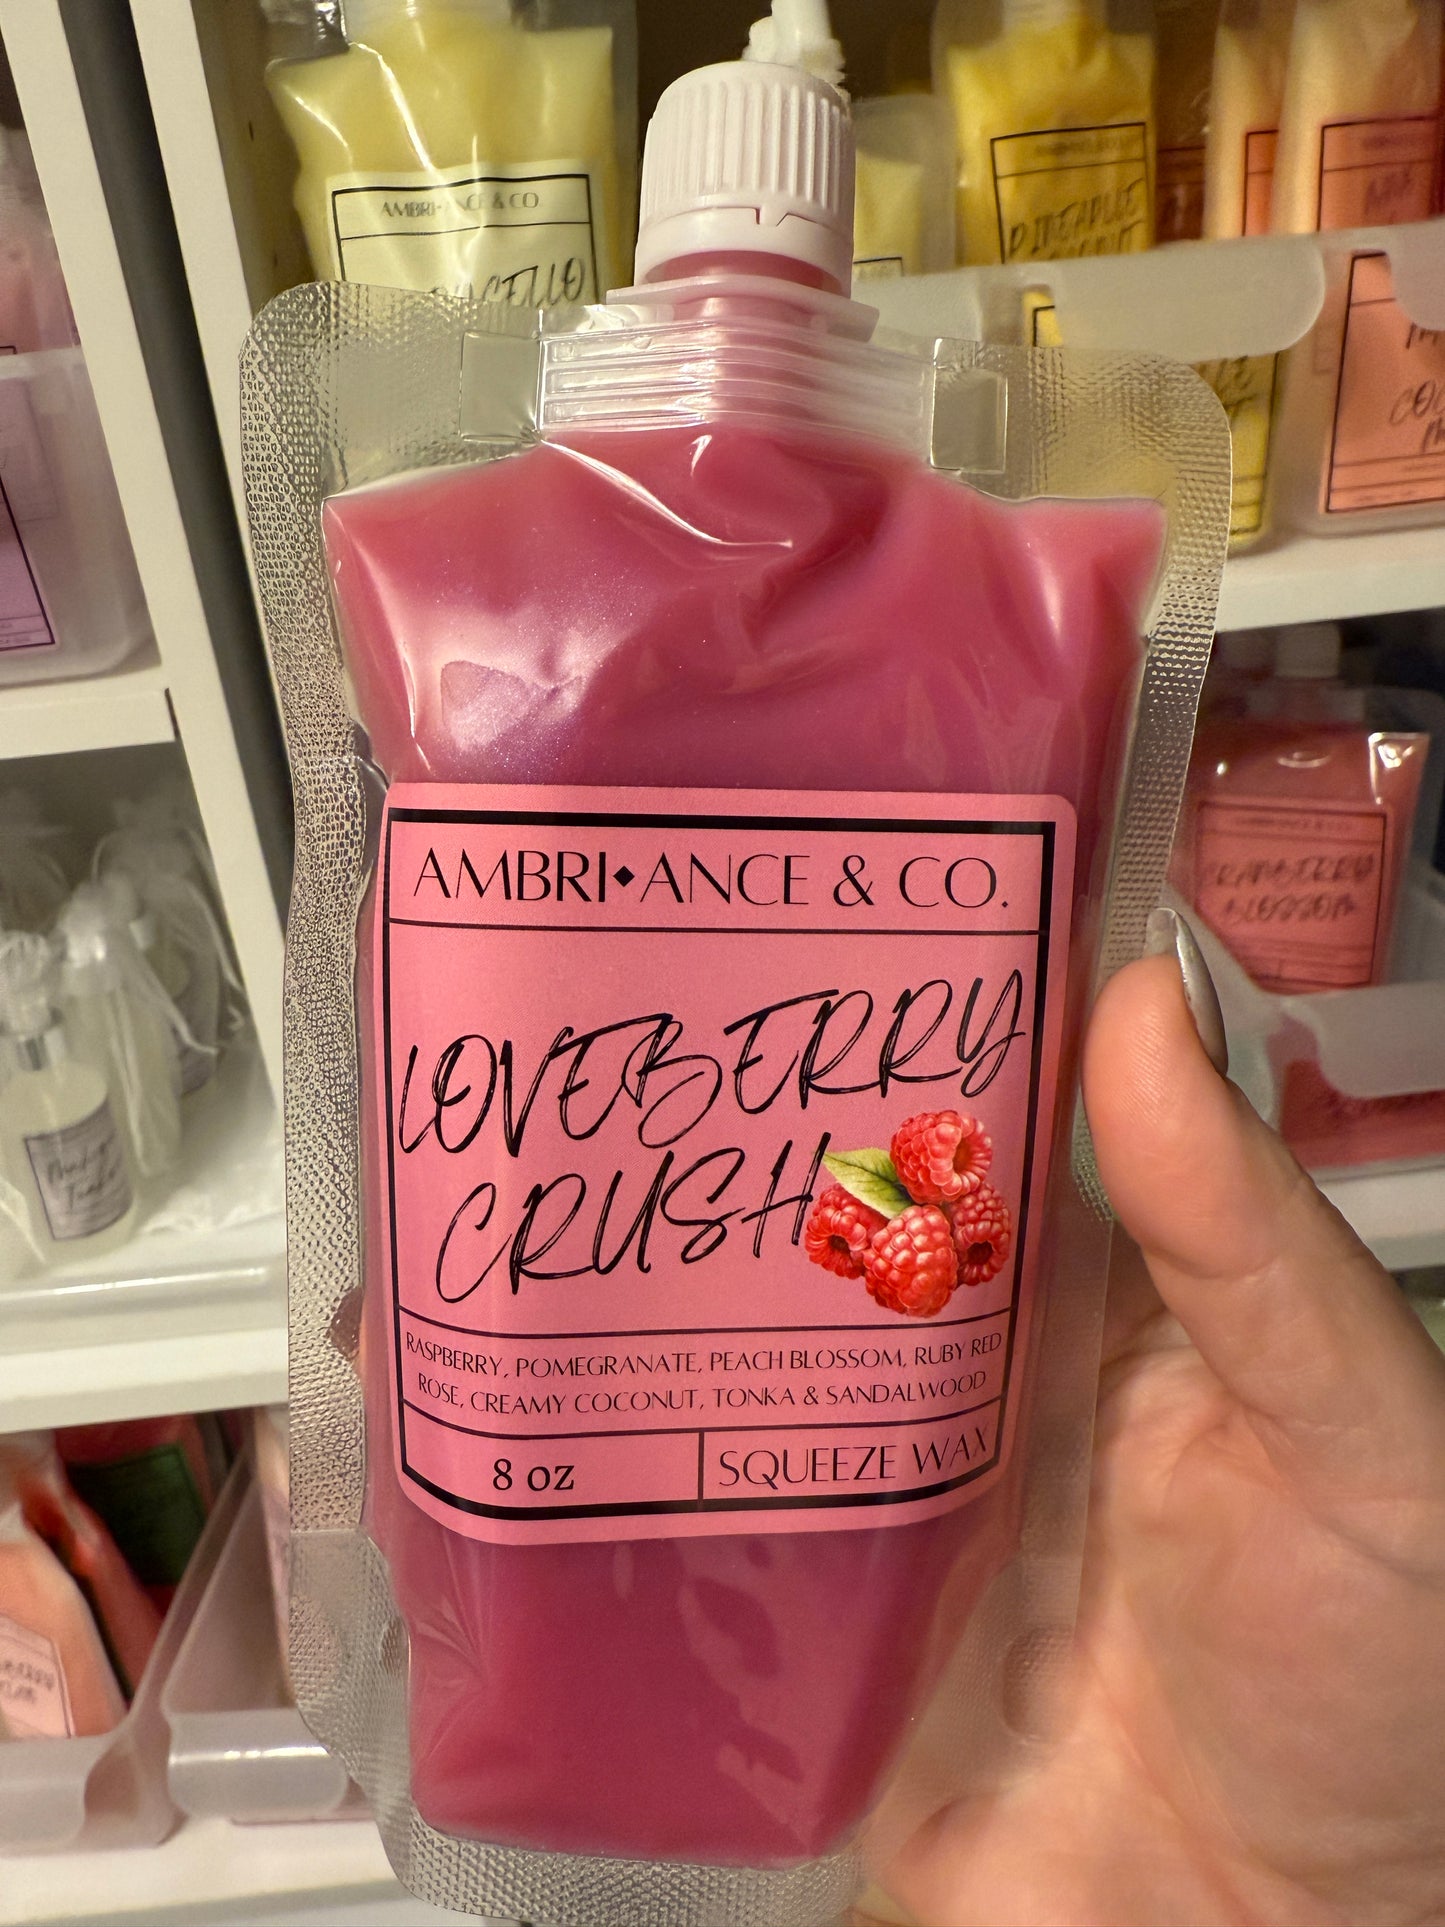 AMBRI◆ANCE & CO.
LOVEBERRY
CRUSH
RASPBERRY, POMEGRANATE, PEACH BLOSSOM, RUBY RED
ROSE, CREAMY COCONUT, TONKA & SANDALWOOD
8 oz
SQUEEZE WAX
AMBRI◆ANCE & CO.
PINEAPPLE
CRANBERRY
BLOSSOM